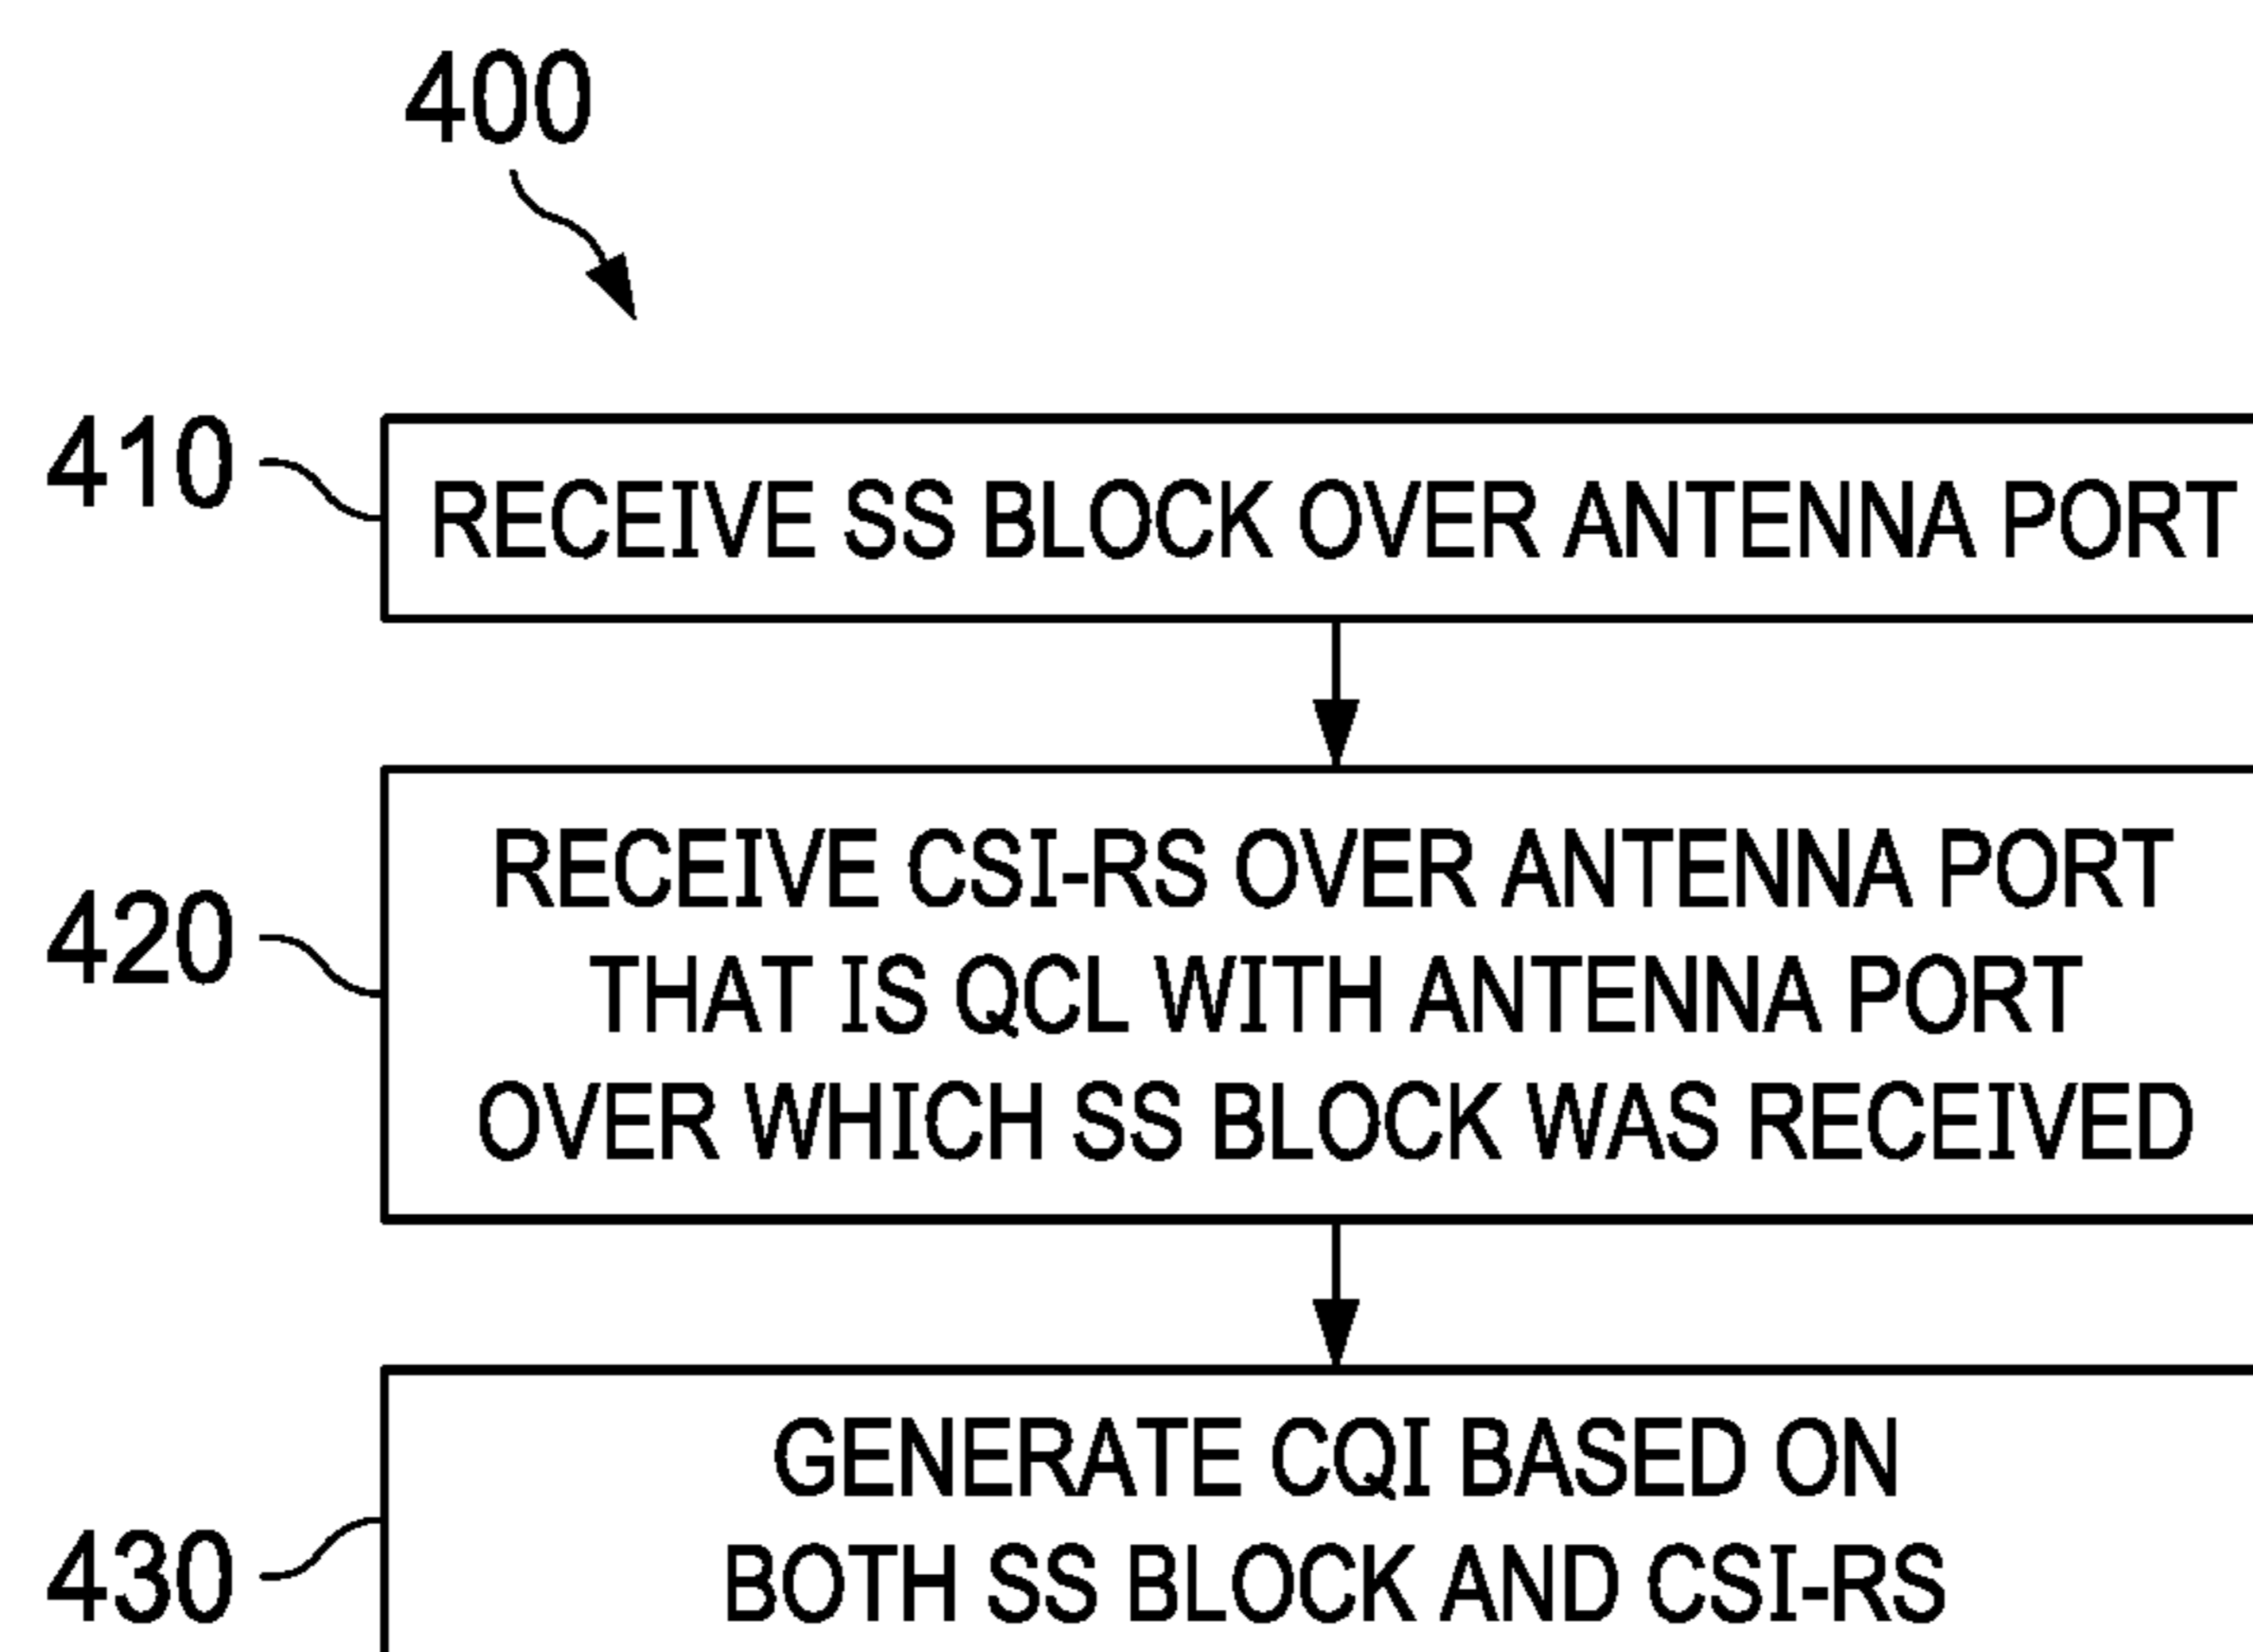 400
410
RECEIVE SS BLOCK OVER ANTENNA PORT
420
RECEIVE CSI-RS OVER ANTENNA PORT
THAT IS QCL WITH ANTENNA PORT
OVER WHICH SS BLOCK WAS RECEIVED
430
GENERATE CQI BASED ON
BOTH SS BLOCK AND CSI-RS